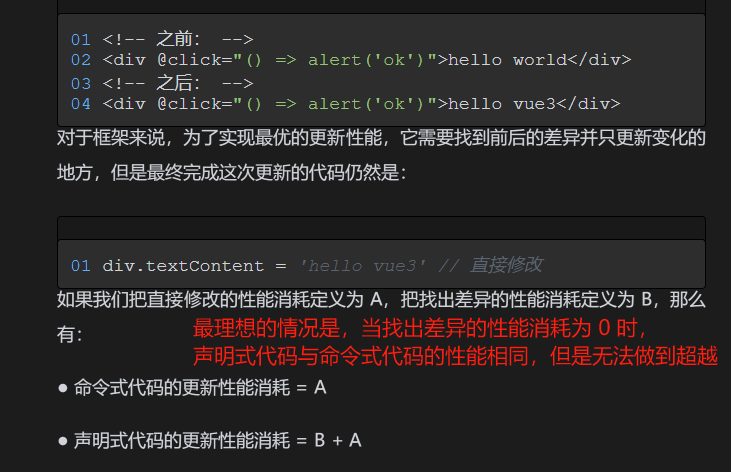 01 <!-- 之前： -->
02 <div @click="() => alert('ok')">hello world</div>
03 <!-- 之后： -->
04 <div @click="() => alert('ok')">hello vue3</div>
对于框架来说，为了实现最优的更新性能，它需要找到前后的差异并只更新变化的
地方，但是最终完成这次更新的代码仍然是：
01 div.textContent = 'hello vue3' // 直接修改
如果我们把直接修改的性能消耗定义为 A，把找出差异的性能消耗定义为 B，那么
有：
最理想的情况是，当找出差异的性能消耗为 0 时，
声明式代码与命令式代码的性能相同，但是无法做到超越
● 命令式代码的更新性能消耗 = A
● 声明式代码的更新性能消耗 = B + A